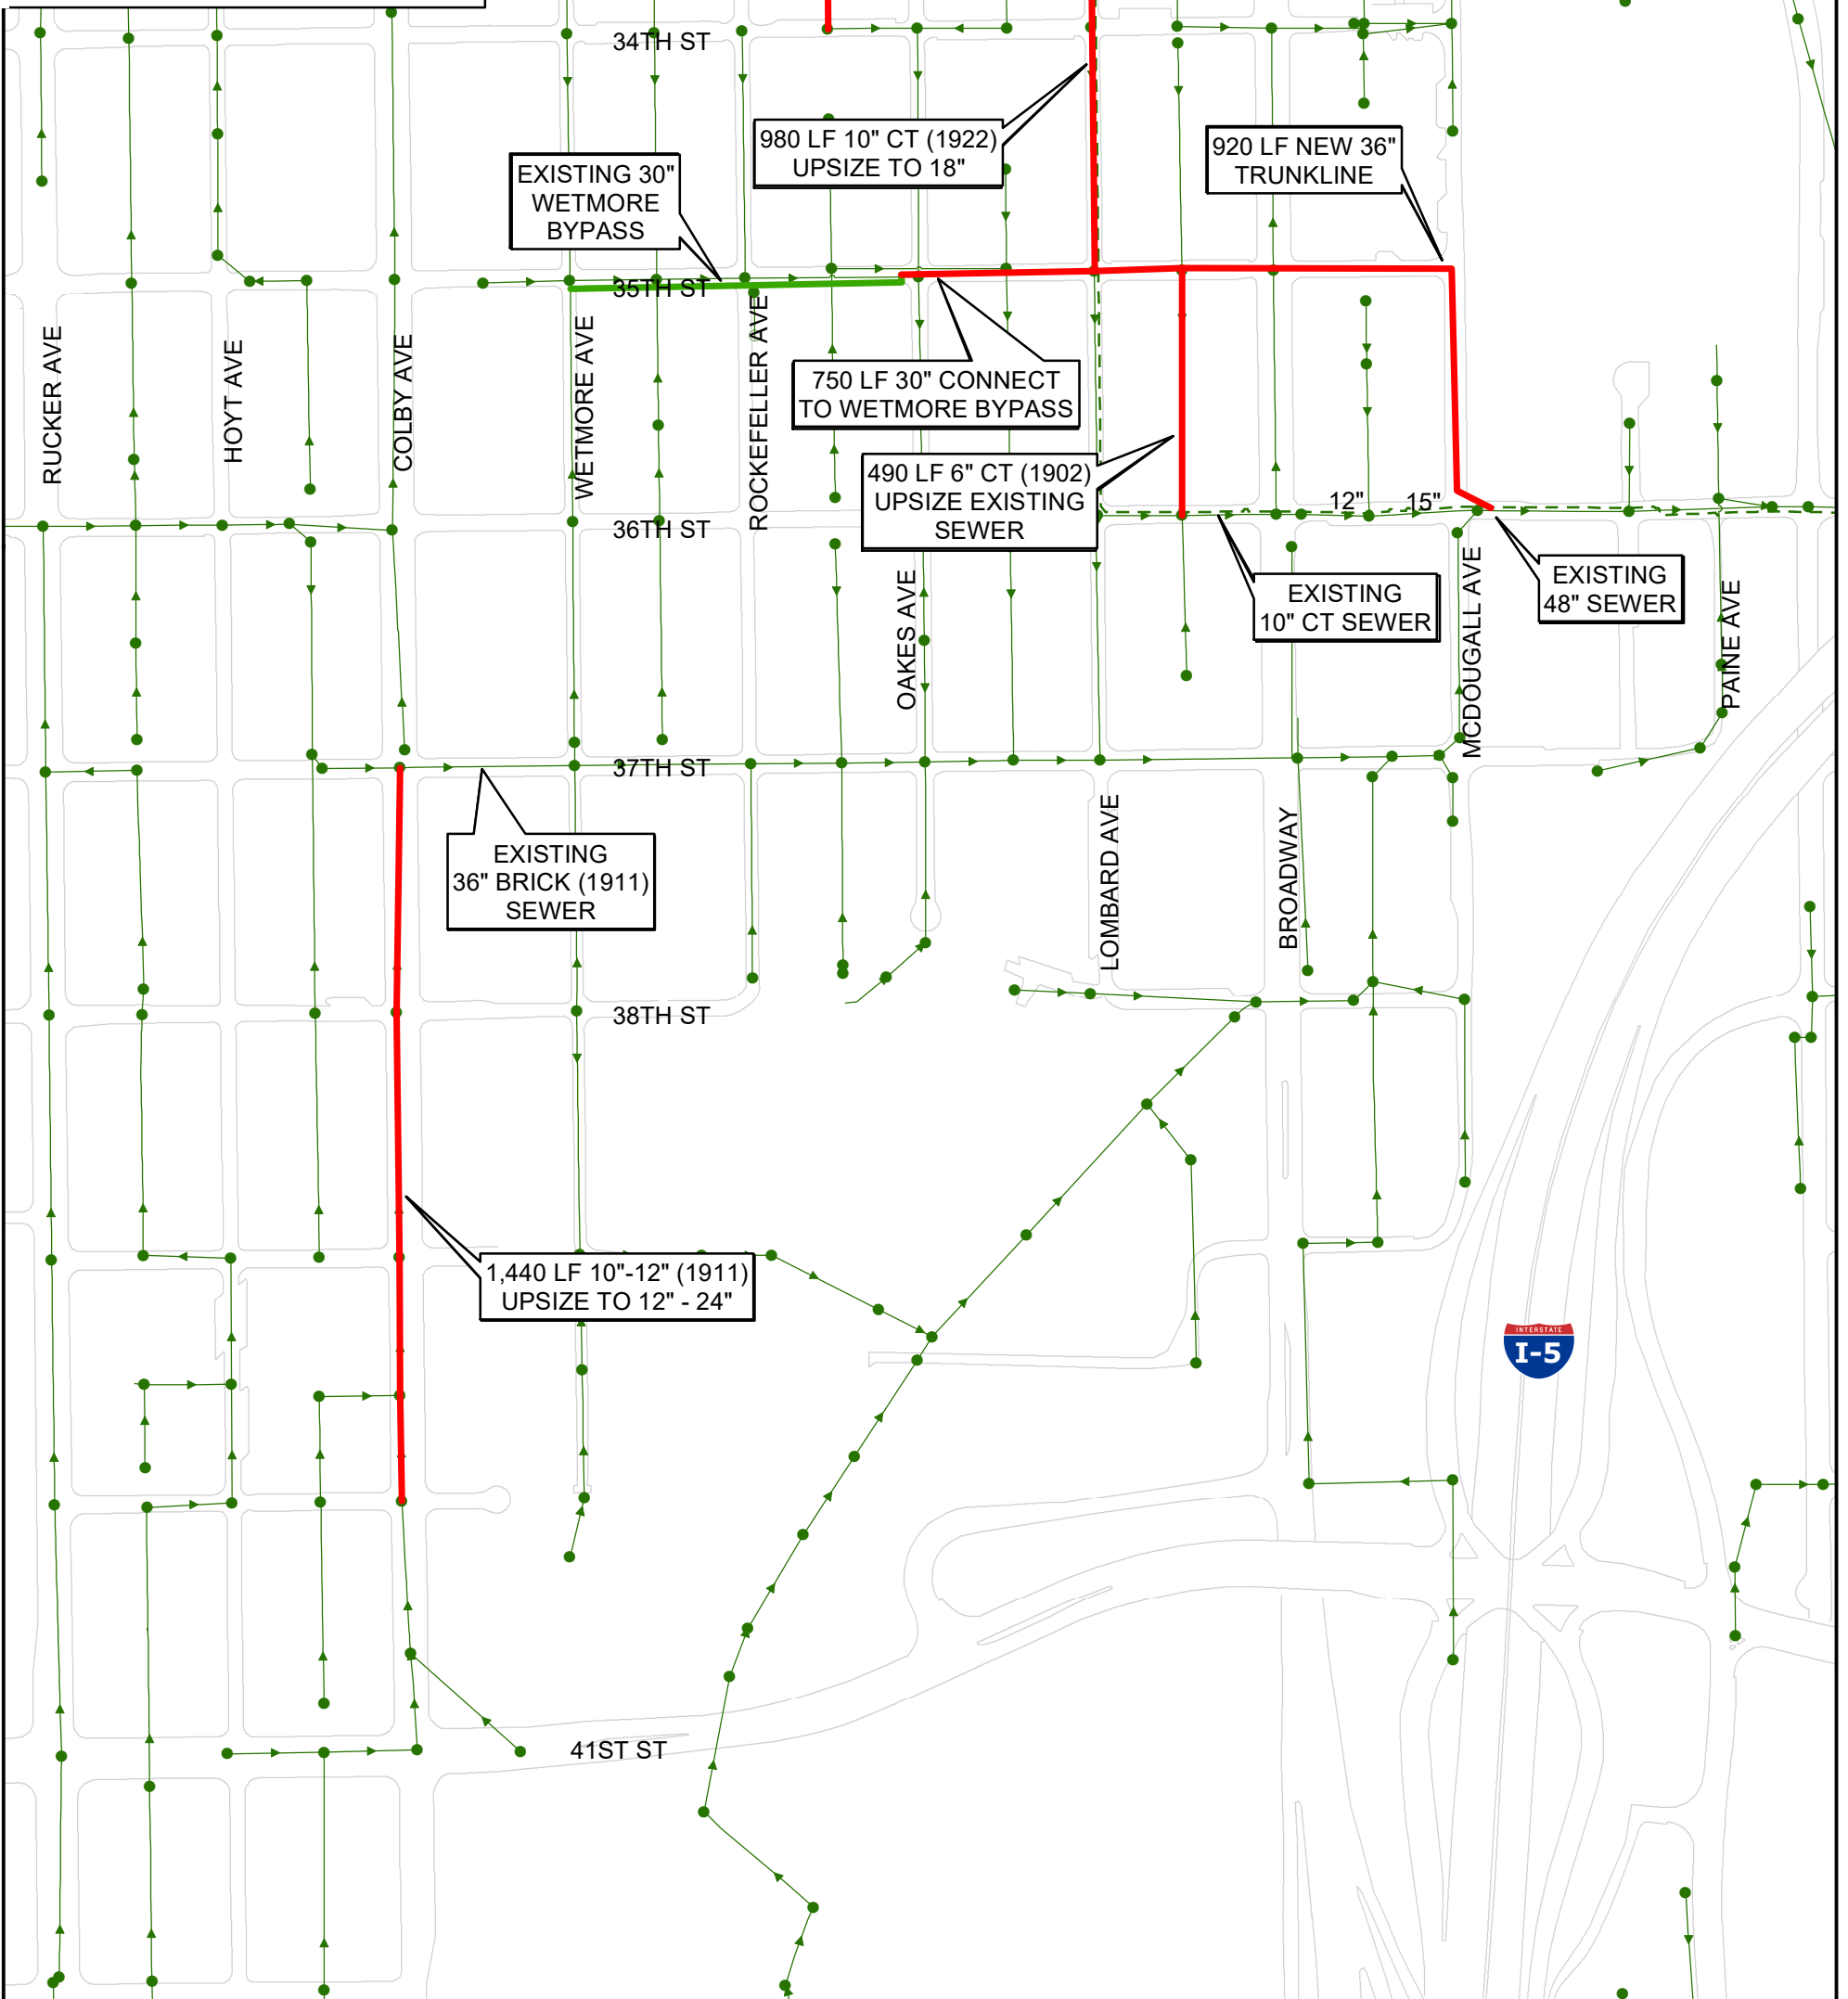 34TH ST
980 LF 10" CT (1922)
UPSIZE TO 18"
920 LF NEW 36"
TRUNKLINE
EXISTING 30"
WETMORE
BYPASS
35TH ST
RUCKER AVE
HOYT AVE
COLBY AVE
WETMORE AVE
ROCKEFELLER AVE
750 LF 30" CONNECT
TO WETMORE BYPASS
490 LF 6" CT (1902)
UPSIZE EXISTING
SEWER
12"
15"
36TH ST
OAKES AVE
EXISTING
10" CT SEWER
MCDOUGALL AVE
EXISTING
48" SEWER
PAINE AVE
37TH ST
EXISTING
36" BRICK (1911)
SEWER
LOMBARD AVE
BROADWAY
38TH ST
1,440 LF 10"-12" (1911)
UPSIZE TO 12" - 24"
INTERSTATE
I-5
41ST ST